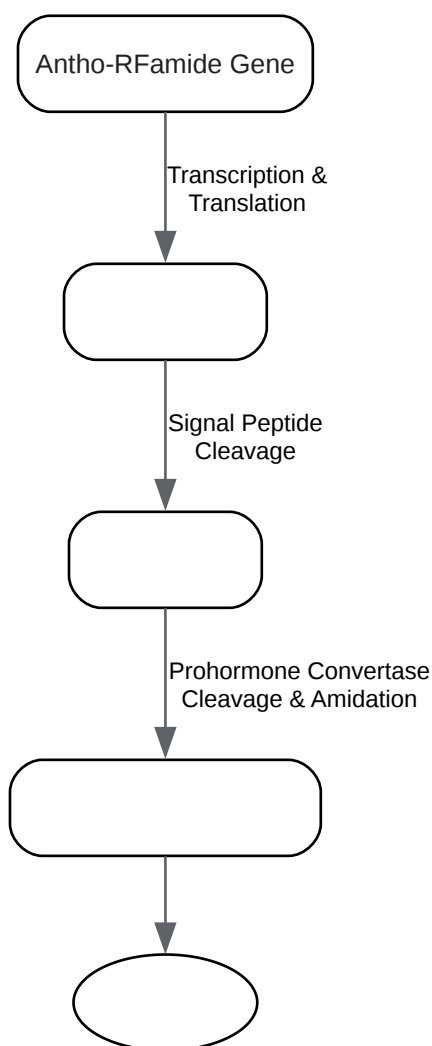 Antho-RFamide Gene
Transcription &
Translation
Signal Peptide
Cleavage
Prohormone Convertase
Cleavage & Amidation